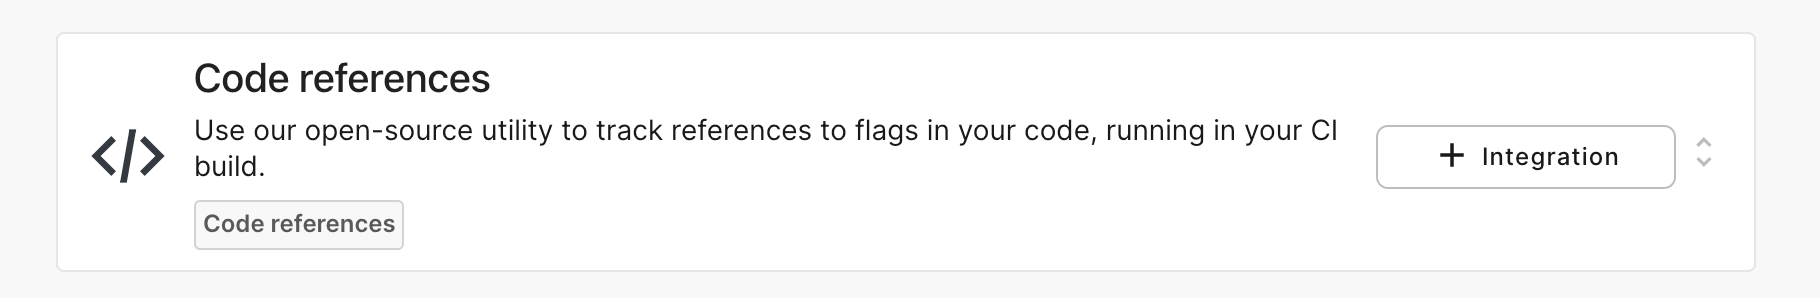 Code references
Use our open-source utility to track references to flags in your code, running in your CI
build.
Code references
+ Integration